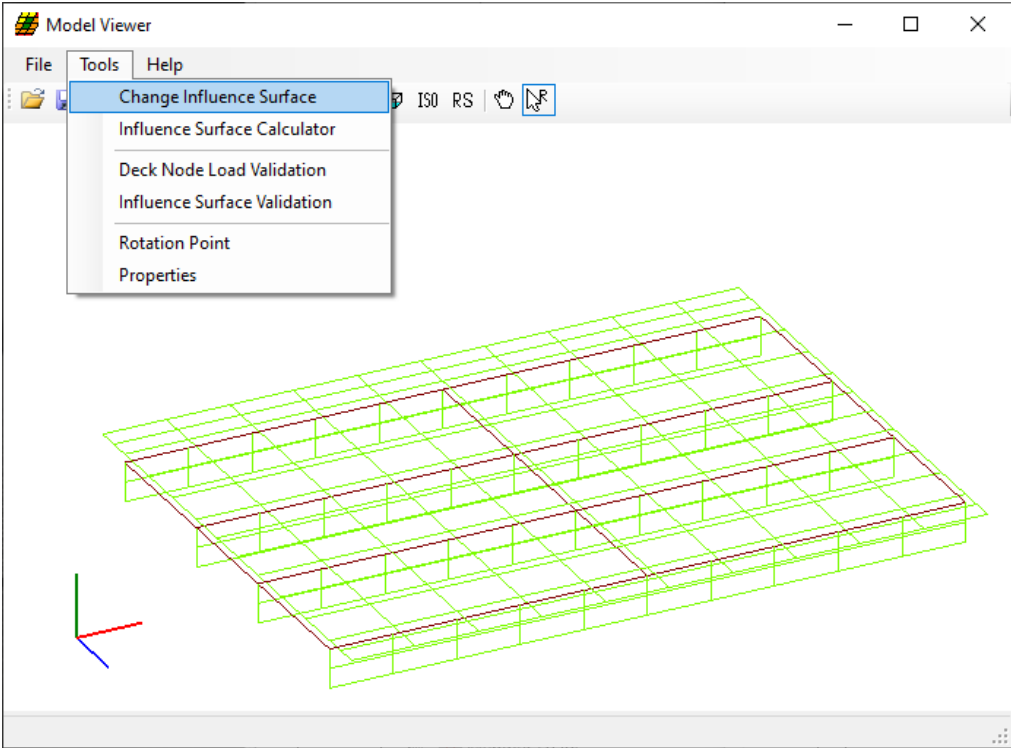 Model Viewer
File Tools Help
ISO RS
R
Change Influence Surface
Influence Surface Calculator
Deck Node Load Validation
Influence Surface Validation
Rotation Point
Properties